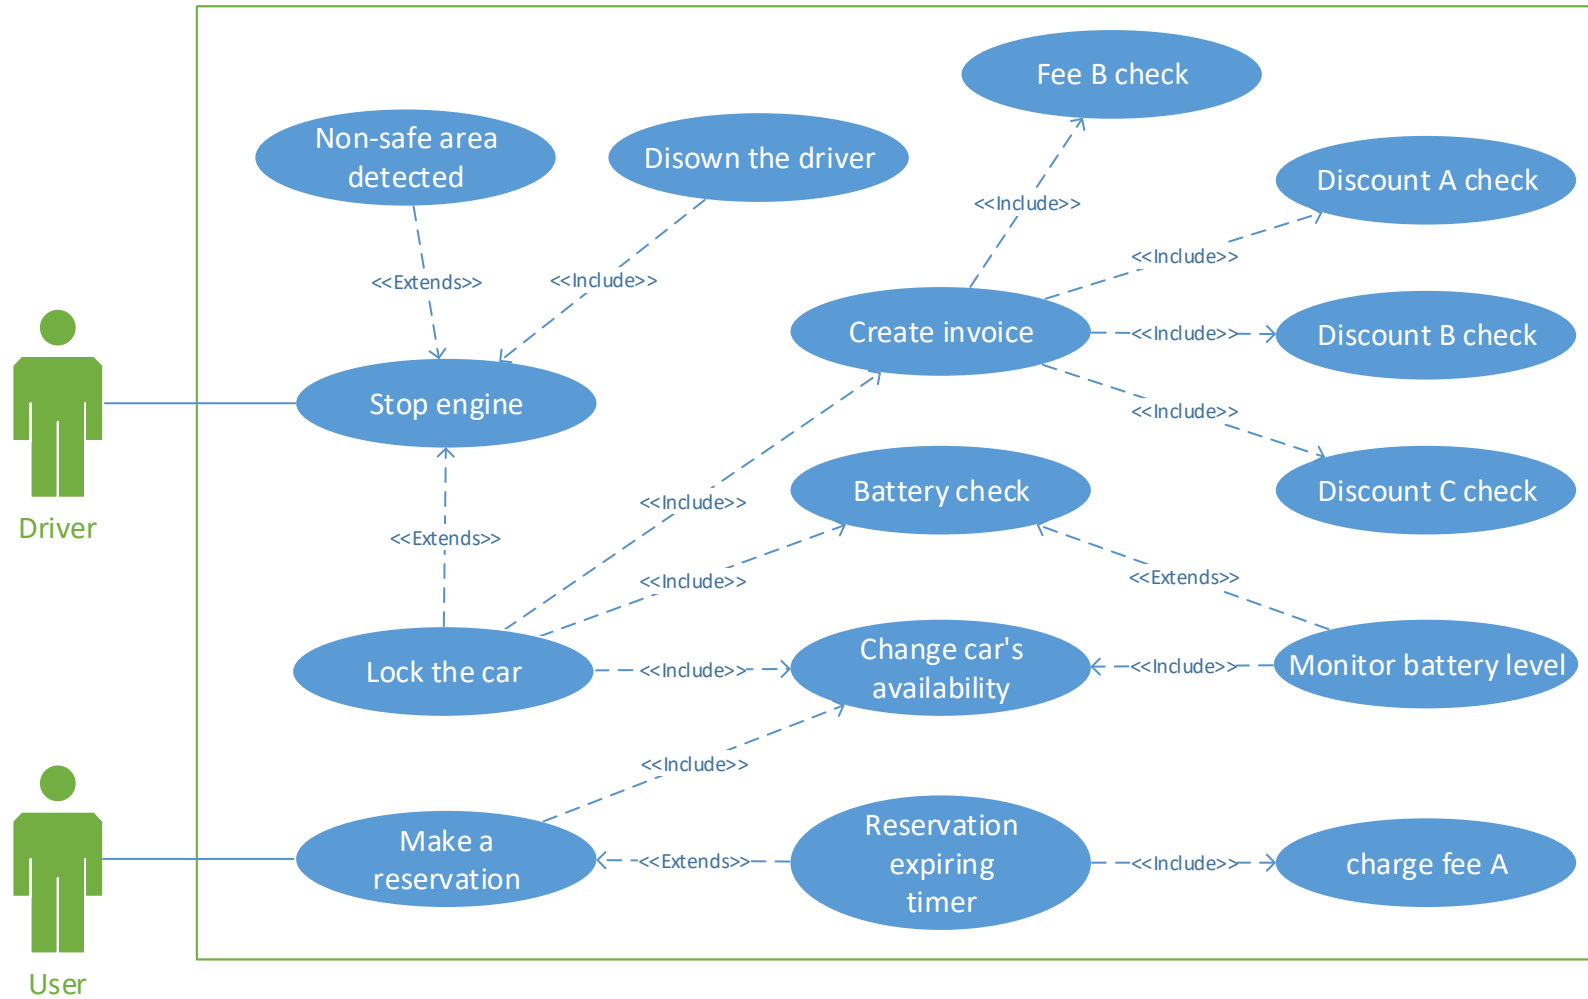 Fee B check
Non-safe area
detected
Disown the driver
Discount A check
<<Include>>
<<Include>>
<<Extends>>
<<Include>>
Create invoice
<<Include>>
Discount B check
Stop engine
<<Include>>
Battery check
Discount C check
<<Include>>
Driver
<<Extends>>
<<Include>>
<<Extends>>
Lock the car
<<Include>>
Change car's
availability
<<Include>>
Monitor battery level
<<Include>>
Make a
reservation
<<Extends>>
Reservation
expiring
timer
<<Include>>
charge fee A
User